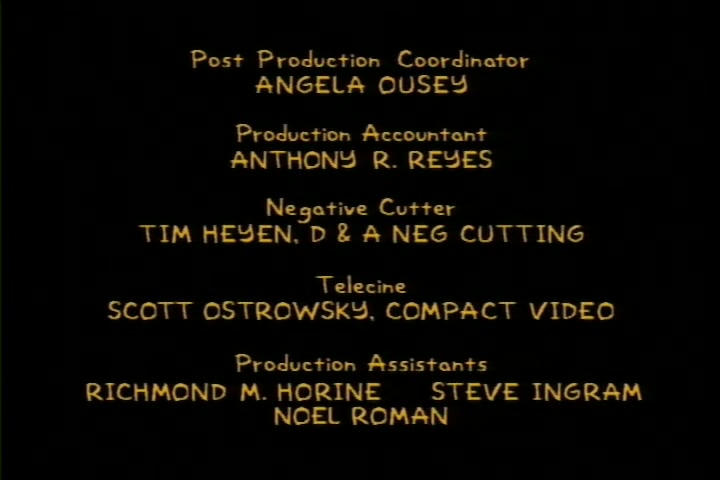 Post Production Coordinator
ANGELA OUSEY
Production Accountant
ANTHONY R. REYES
Negative Cutter
TIM HEYEN, D & A NEG CUTTING
Telecine
SCOTT OSTROWSKY, COMPACT VIDEO
Production Assistants
RICHMOND M. HORINE STEVE INGRAM
NOEL ROMAN